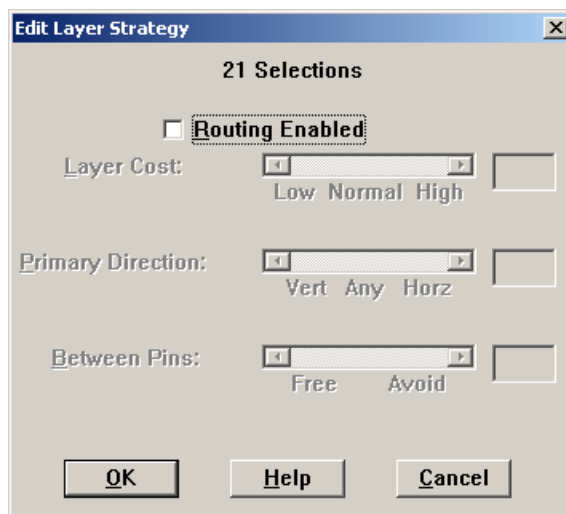 Edit Layer Strategy
21 Selections
Routing Enabled
Layer Cost:
Low Normal High
Primary Direction:
Vert Any Horz
Between Pins:
Free Avoid
OK Help Cancel